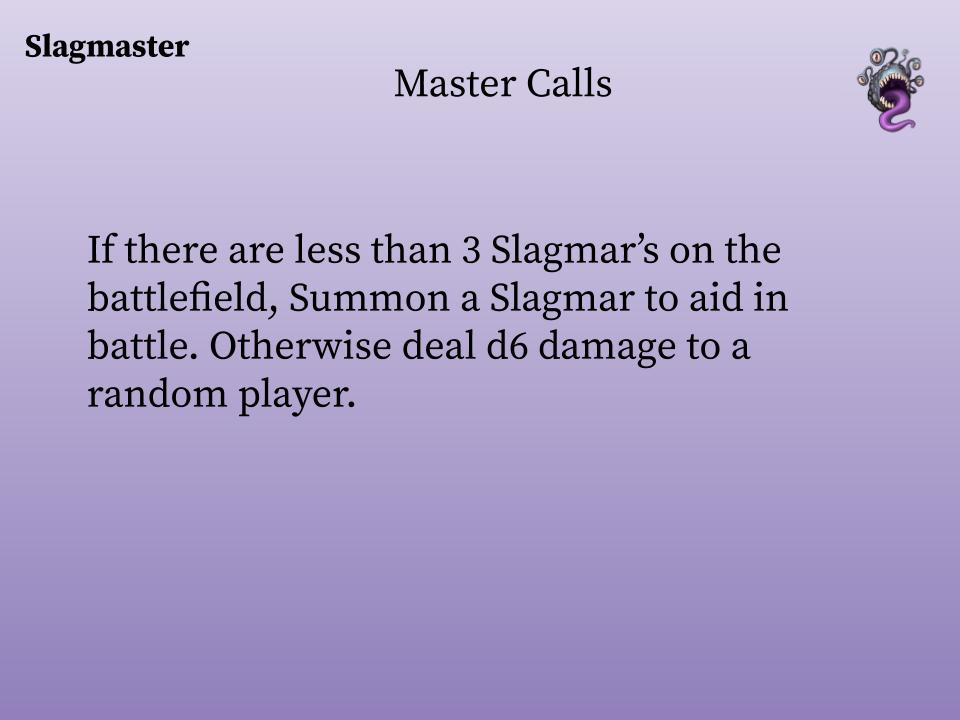 Slagmaster
Master Calls
If there are less than 3 Slagmar’s on the
battlefield, Summon a Slagmar to aid in
battle. Otherwise deal d6 damage to a
random player.